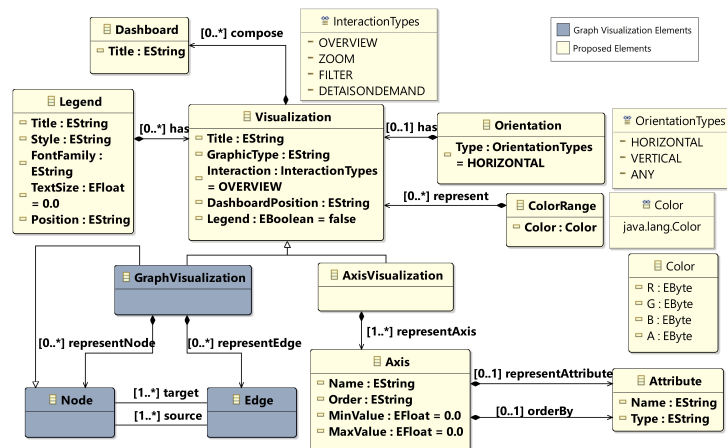 Dashboard
Title : EString
[0..*] compose
InteractionTypes
OVERVIEW
ZOOM
FILTER
DETAISONDEMAND
Graph Visualization Elements
Proposed Elements
Legend
Title : EString
Style : EString
FontFamily :
EString
TextSize : EFloat
= 0.0
Position : EString
[0..*] has
Visualization
Title : EString
GraphicType : EString
Interaction : InteractionTypes
= OVERVIEW
DashboardPosition : EString
Legend : EBoolean = false
[0..1] has
Orientation
Type : OrientationTypes
= HORIZONTAL
OrientationTypes
HORIZONTAL
VERTICAL
ANY
[0..*] represent
ColorRange
Color : Color
Color
java.lang.Color
Color
R : EByte
G : EByte
B : EByte
A : EByte
GraphVisualization
AxisVisualization
[0..*] representNode
[0..*] representEdge
[1..*] representAxis
Node
[1..*] target
[1..*] source
Edge
Axis
Name : EString
Order : EString
MinValue : EFloat = 0.0
MaxValue : EFloat = 0.0
[0..1] representAttribute
[0..1] orderBy
Attribute
Name : EString
Type : EString